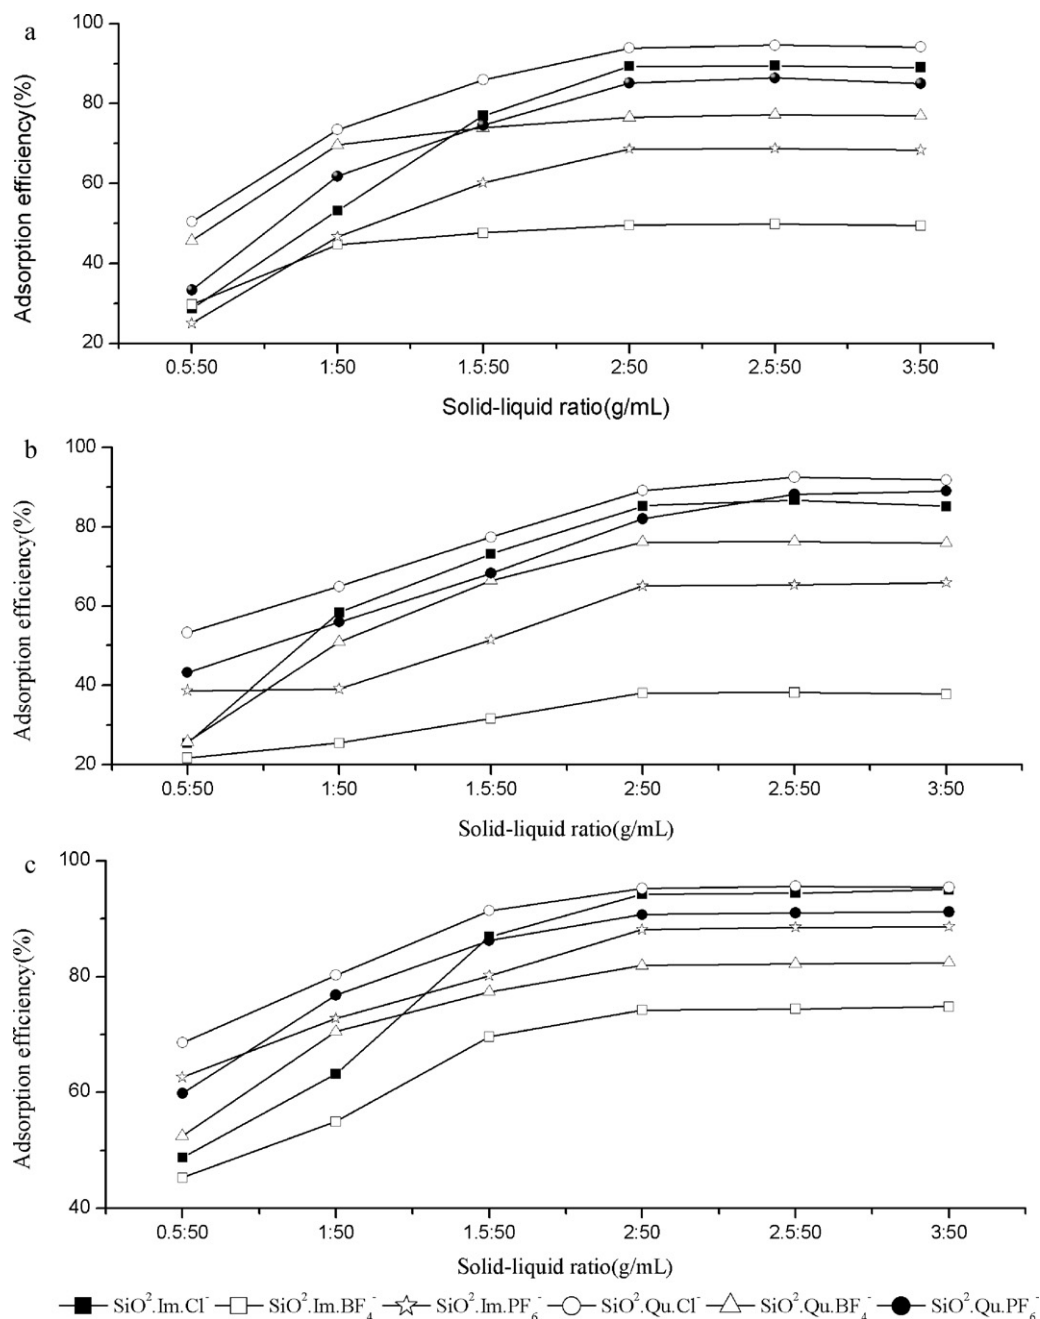 a
100
80
60
40
20
Adsorption efficiency(%)
0.5:50 1:50 1.5:50 2:50 2.5:50 3:50
Solid-liquid ratio(g/mL)
b
100
80
60
40
20
Adsorption efficiency(%)
0.5:50 1:50 1.5:50 2:50 2.5:50 3:50
Solid-liquid ratio(g/mL)
c
100
80
60
40
Adsorption efficiency(%)
0.5:50 1:50 1.5:50 2:50 2.5:50 3:50
Solid-liquid ratio(g/mL)
SiO².Im.Cl⁻ SiO².Im.BF₄⁻ SiO².Im.PF₆⁻ SiO².Qu.Cl⁻ SiO².Qu.BF₄⁻ SiO².Qu.PF₆⁻